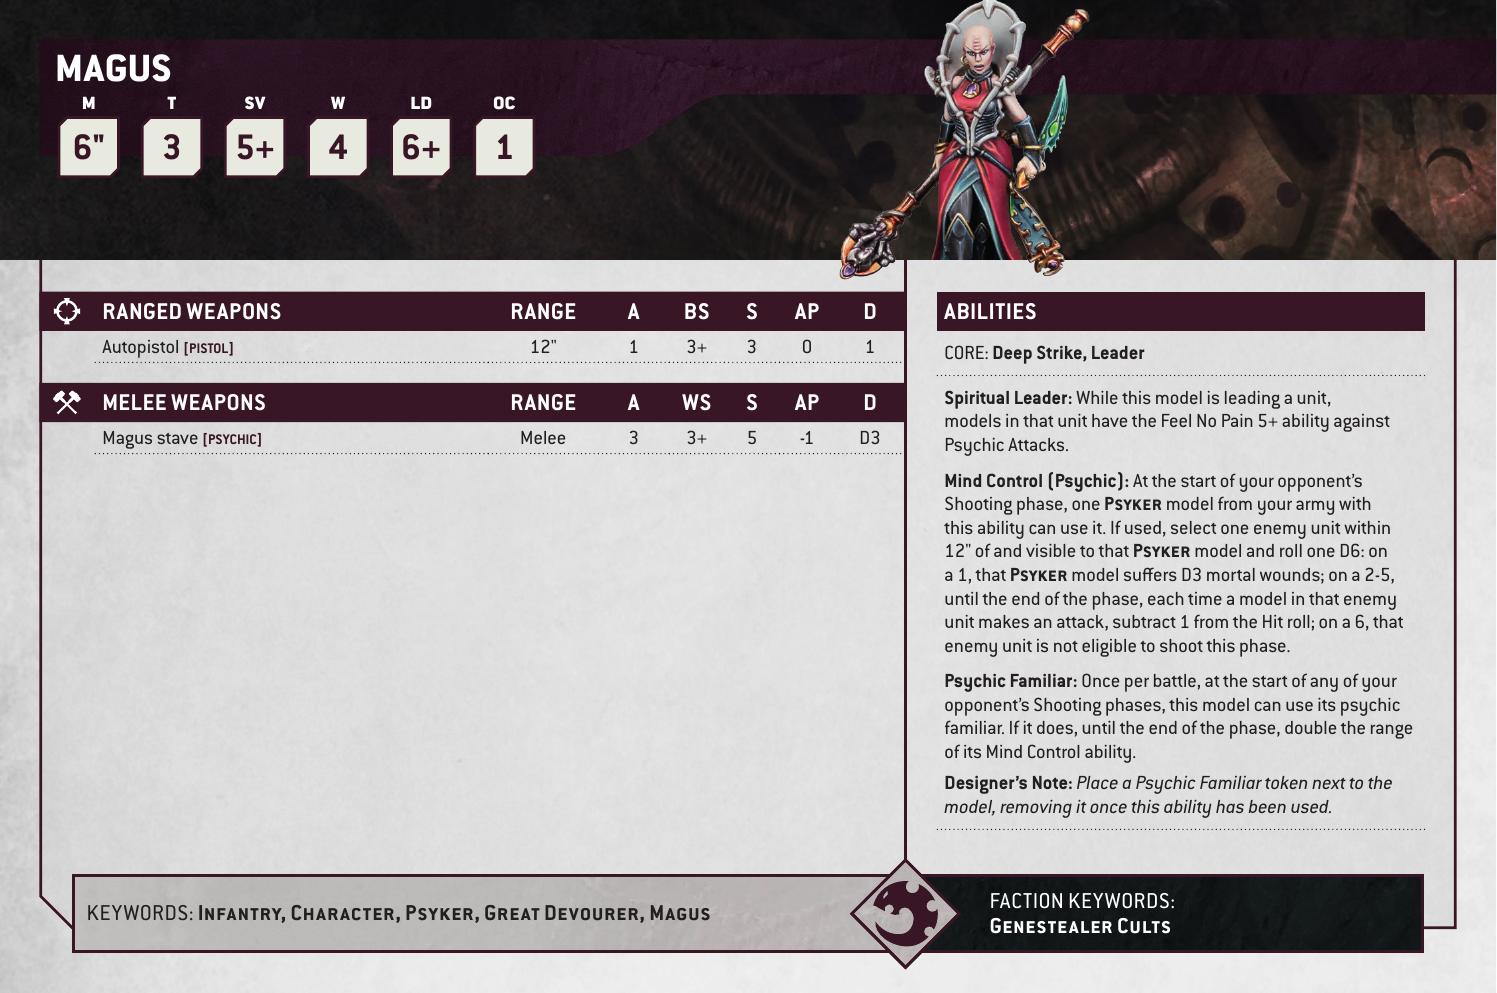 MAGUS
M T SV W LD OC
6" 3 5+ 4 6+ 1
RANGED WEAPONS RANGE A BS S AP D
Autopistol [PISTOL] 12" 1 3+ 3 0 1
MELEE WEAPONS RANGE A WS S AP D
Magus stave [PSYCHIC] Melee 3 3+ 5 -1 D3
ABILITIES
CORE: Deep Strike, Leader
Spiritual Leader: While this model is leading a unit,
models in that unit have the Feel No Pain 5+ ability against
Psychic Attacks.
Mind Control (Psychic): At the start of your opponent’s
Shooting phase, one PSYKER model from your army with
this ability can use it. If used, select one enemy unit within
12" of and visible to that PSYKER model and roll one D6: on
a 1, that PSYKER model suffers D3 mortal wounds; on a 2-5,
until the end of the phase, each time a model in that enemy
unit makes an attack, subtract 1 from the Hit roll; on a 6, that
enemy unit is not eligible to shoot this phase.
Psychic Familiar: Once per battle, at the start of any of your
opponent’s Shooting phases, this model can use its psychic
familiar. If it does, until the end of the phase, double the range
of its Mind Control ability.
Designer’s Note: Place a Psychic Familiar token next to the
model, removing it once this ability has been used.
KEYWORDS: INFANTRY, CHARACTER, PSYKER, GREAT DEVOURER, MAGUS
FACTION KEYWORDS:
GENESTEALER CULTS